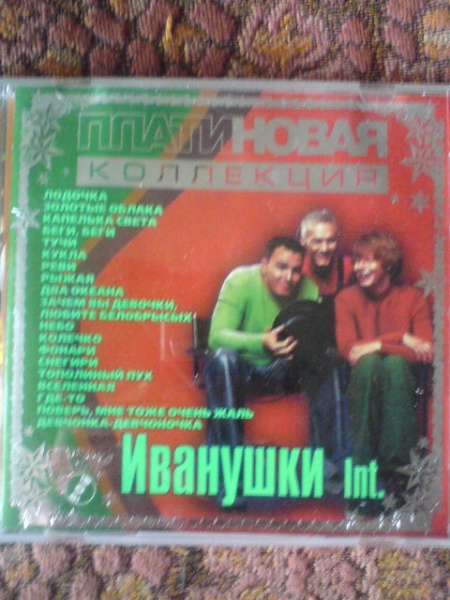 ПЛАТИНОВАЯ
КОЛЛЕКЦИЯ
ЛОДОЧКА
ЗОЛОТЫЕ ОБЛАКА
КАПЕЛЬКА СВЕТА
БЕГИ, БЕГИ
ТУЧИ
КУКЛА
РЕВИ
РЫЖАЯ
ДВА ОКЕАНА
ЗАЧЕМ ВЫ ДЕВОЧКИ,
ЛЮБИТЕ БЕЛОБРЫСЫХ
НЕБО
КОЛЕЧКО
ФОНАРИ
СНЕГИРИ
ТОПОЛИНЫЙ ПУХ
ВСЕЛЕННАЯ
ГДЕ-ТО
ПОВЕРЬ, МНЕ ТОЖЕ ОЧЕНЬ ЖАЛЬ
ДЕВЧОНКА-ДЕВЧОНОЧКА
Иванушки Int.